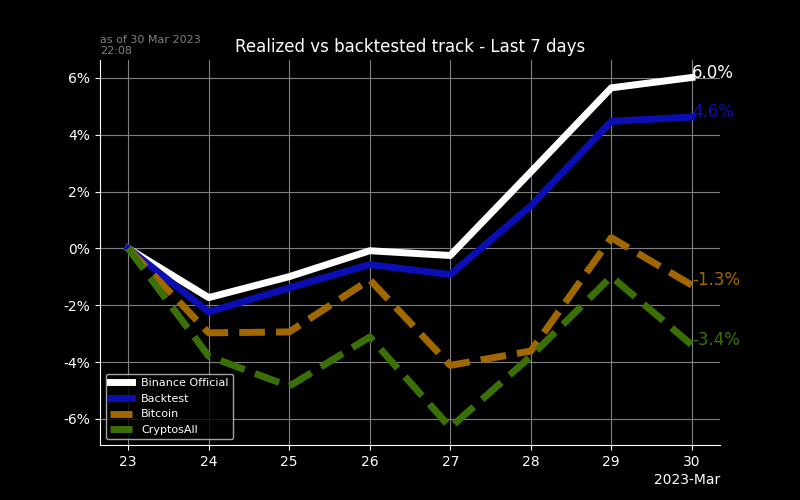 as of 30 Mar 2023
22:08
Realized vs backtested track - Last 7 days
6%
4%
2%
0%
-2%
-4%
-6%
6.0%
4.6%
-1.3%
-3.4%
Binance Official
Backtest
Bitcoin
CryptosAll
23 24 25 26 27 28 29 30
2023-Mar